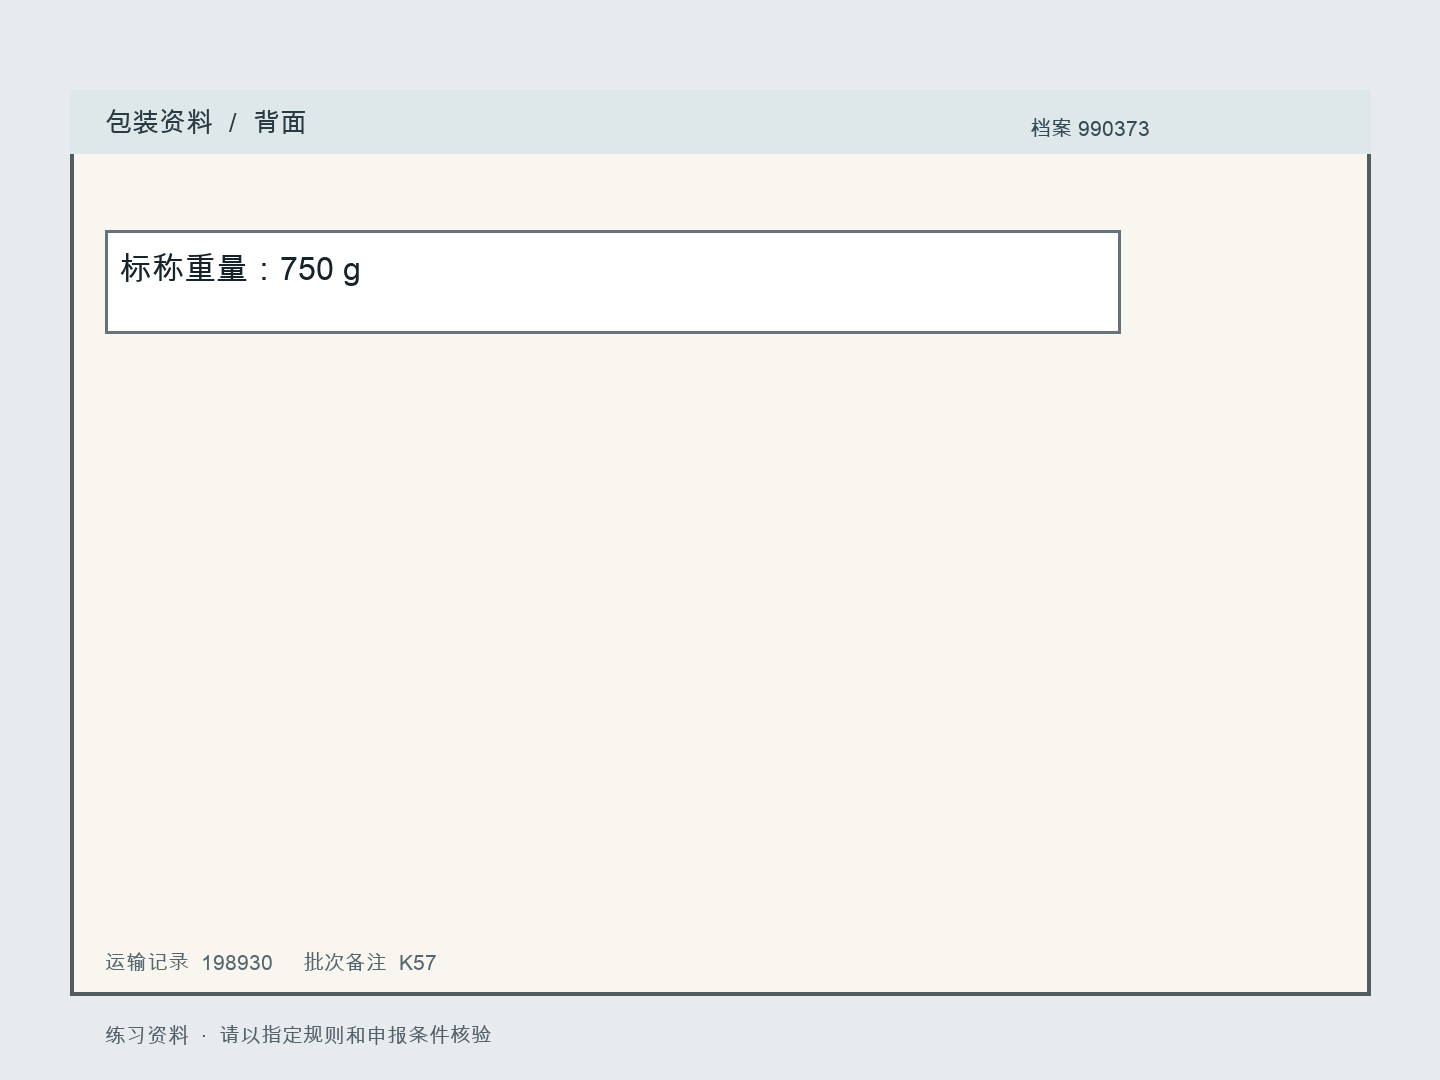 包装资料 / 背面
档案 990373
标称重量：750 g
运输记录 198930 批次备注 K57
练习资料 · 请以指定规则和申报条件核验